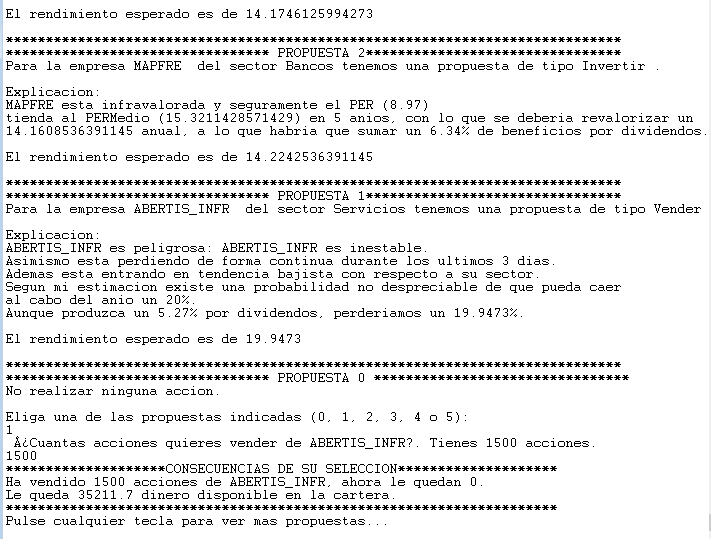 El rendimiento esperado es de 14.1746125994273
******************************************************************************
********************************* PROPUESTA 2********************************
Para la empresa MAPFRE  del sector Bancos tenemos una propuesta de tipo Invertir .
Explicacion:
MAPFRE esta infravalorada y seguramente el PER (8.97)
tienda al PERMedio (15.3211428571429) en 5 anios, con lo que se deberia revalorizar un
14.1608536391145 anual, a lo que habria que sumar un 6.34% de beneficios por dividendos.
El rendimiento esperado es de 14.2242536391145
******************************************************************************
********************************* PROPUESTA 1********************************
Para la empresa ABERTIS_INFR  del sector Servicios tenemos una propuesta de tipo Vender
Explicacion:
ABERTIS_INFR es peligrosa: ABERTIS_INFR es inestable.
Asimismo esta perdiendo de forma continua durante los ultimos 3 dias.
Ademas esta entrando en tendencia bajista con respecto a su sector.
Segun mi estimacion existe una probabilidad no despreciable de que pueda caer
al cabo del anio un 20%.
Aunque produzca un 5.27% por dividendos, perderiamos un 19.9473%.
El rendimiento esperado es de 19.9473
******************************************************************************
********************************* PROPUESTA 0 ********************************
No realizar ninguna accion.
Eliga una de las propuestas indicadas (0, 1, 2, 3, 4 o 5):
1
Â¿Cuantas acciones quieres vender de ABERTIS_INFR?. Tienes 1500 acciones.
1500
********************CONSECUENCIAS DE SU SELECCION********************
Ha vendido 1500 acciones de ABERTIS_INFR, ahora le quedan 0.
Le queda 35211.7 dinero disponible en la cartera.
**********************************************************************
Pulse cualquier tecla para ver mas propuestas...